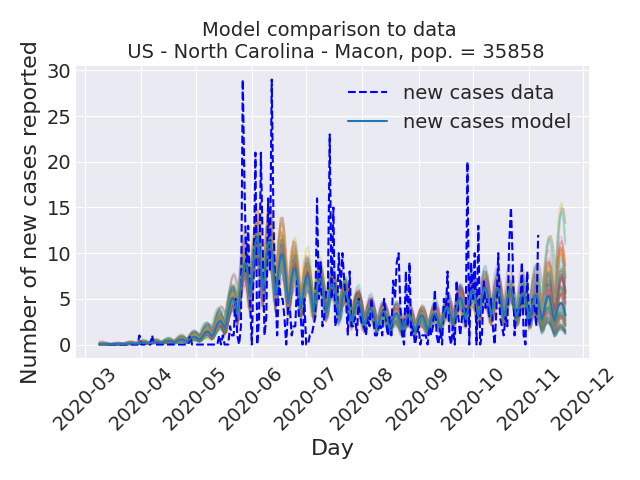 Model comparison to data
US - North Carolina - Macon, pop. = 35858
Number of new cases reported
30
25
20
15
10
5
0
new cases data
new cases model
2020-03
2020-04
2020-05
2020-06
2020-07
2020-08
2020-09
2020-10
2020-11
2020-12
Day